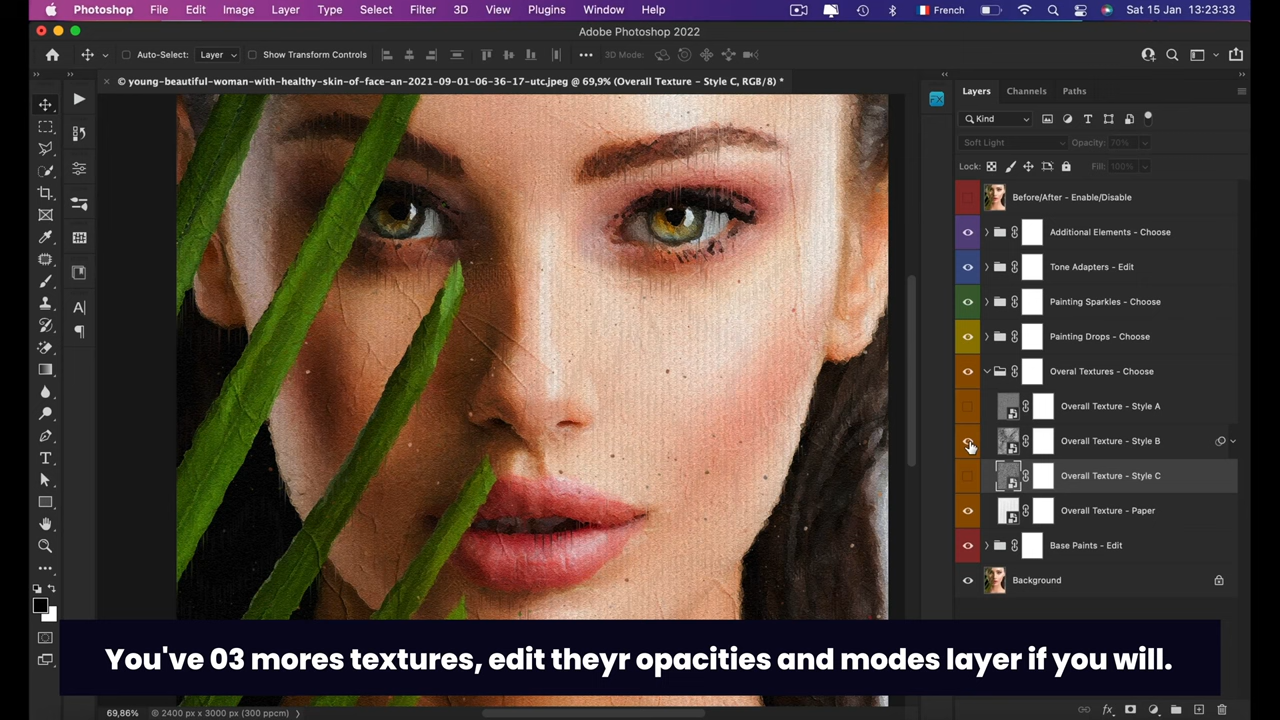 Photoshop File Edit Image Layer Type Select Filter 3D View Plugins Window Help French Sat 15 Jan 13:23:33
Adobe Photoshop 2022
Auto-Select: Layer Show Transform Controls 3D Mode:
© young-beautiful-woman-with-healthy-skin-of-face-an-2021-09-01-06-36-17-utc.jpeg @ 69,9% (Overall Texture - Style C, RGB/8) *
Layers Channels Paths
Kind
Soft Light Opacity: 70%
Lock: Fill: 100%
Before/After - Enable/Disable
Additional Elements - Choose
Tone Adapters - Edit
Painting Sparkles - Choose
Painting Drops - Choose
Overal Textures - Choose
Overall Texture - Style A
Overall Texture - Style B
Overall Texture - Style C
Overall Texture - Paper
Base Paints - Edit
Background
You've 03 mores textures, edit theyr opacities and modes layer if you will.
69,86% © 2400 px x 3000 px (300 ppcm)